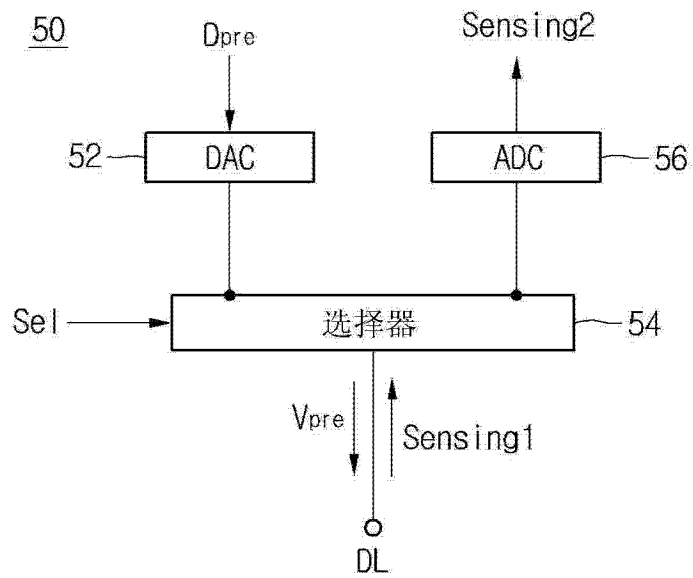 50
Dpre
Sensing2
52
DAC
ADC
56
Sel
选择器
54
Vpre
Sensing1
DL